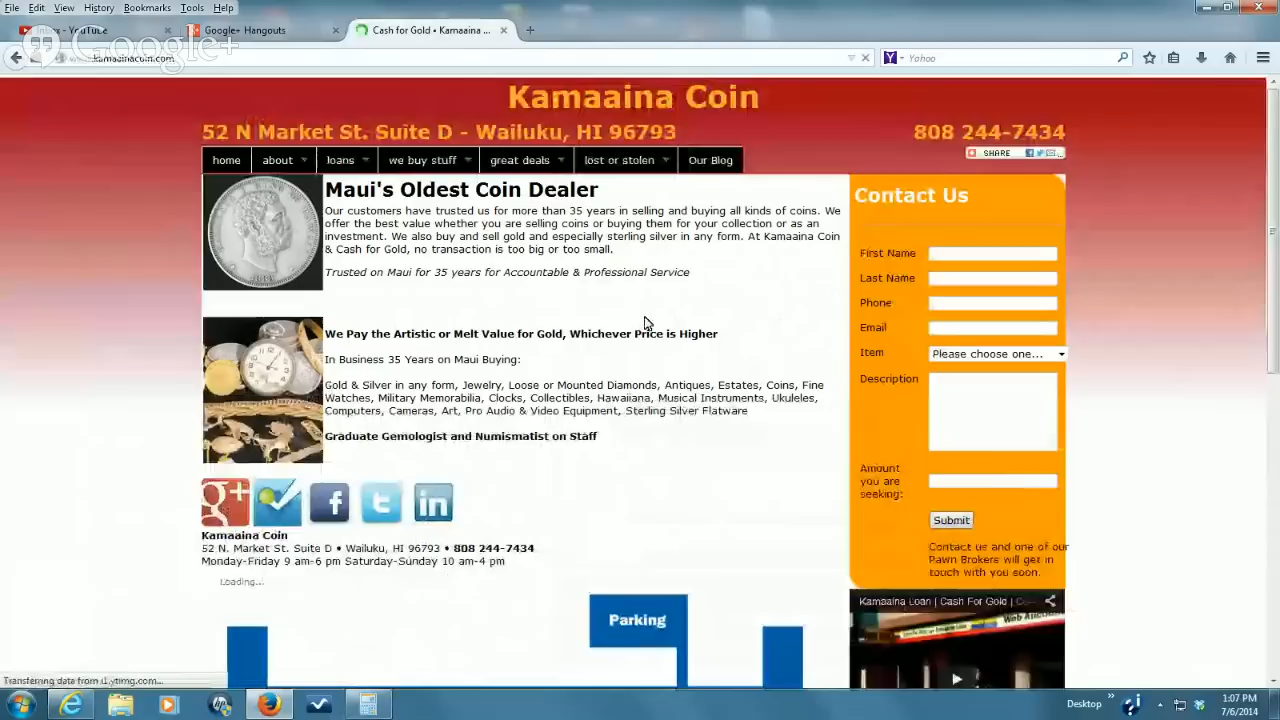 File Edit View History Bookmarks Tools Help
Inbox - YouTube
Google+ Hangouts
Cash for Gold • Kamaaina Coin ...
Google+
kamaainacoin.com
Yahoo
Kamaaina Coin
52 N Market St. Suite D - Wailuku, HI 96793
808 244-7434
SHARE
home about loans we buy stuff great deals lost or stolen Our Blog
Maui's Oldest Coin Dealer
Our customers have trusted us for more than 35 years in selling and buying all kinds of coins. We
offer the best value whether you are selling coins or buying them for your collection or as an
investment. We also buy and sell gold and especially sterling silver in any form. At Kamaaina Coin
& Cash for Gold, no transaction is too big or too small.
Trusted on Maui for 35 years for Accountable & Professional Service
We Pay the Artistic or Melt Value for Gold, Whichever Price is Higher
In Business 35 Years on Maui Buying:
Gold & Silver in any form, Jewelry, Loose or Mounted Diamonds, Antiques, Estates, Coins, Fine
Watches, Military Memorabilia, Clocks, Collectibles, Hawaiiana, Musical Instruments, Ukuleles,
Computers, Cameras, Art, Pro Audio & Video Equipment, Sterling Silver Flatware
Graduate Gemologist and Numismatist on Staff
Kamaaina Coin
52 N. Market St. Suite D • Wailuku, HI 96793 • 808 244-7434
Monday-Friday 9 am-6 pm Saturday-Sunday 10 am-4 pm
Loading...
Parking
Contact Us
First Name
Last Name
Phone
Email
Item
Please choose one...
Description
Amount
you are
seeking:
Submit
Contact us and one of our
Pawn Brokers will get in
touch with you soon.
Kamaaina Loan | Cash For Gold |
Transferring data from i1.ytimg.com...
Desktop
1:07 PM
7/6/2014